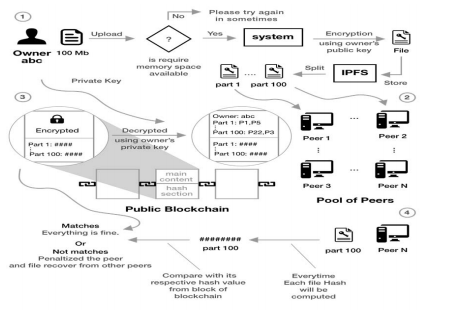 1
Owner
abc
100 Mb
Upload
?
is require
memory space
available
No
Please try again
in sometimes
Yes
system
Encryption
using owner's
public key
File
Store
IPFS
Split
part 1
....
part 100
Private Key
2
Peer 1
...
Peer 2
Peer 3
...
Peer N
Pool of Peers
3
Encrypted
Part 1: ####
Part 100: ####
Decrypted
using owner's
private key
Owner: abc
Part 1: P1,P5
Part 100: P22,P3
Part 1: ####
Part 100: ####
main
content
hash
section
Public Blockchain
4
Peer N
part 100
Everytime
Each file Hash
will be
computed
########
part 100
Compare with its
respective hash value
from block of
blockchain
Matches
Everything is fine.
Or
Not matches
Penaltized the peer
and file recover from other peers